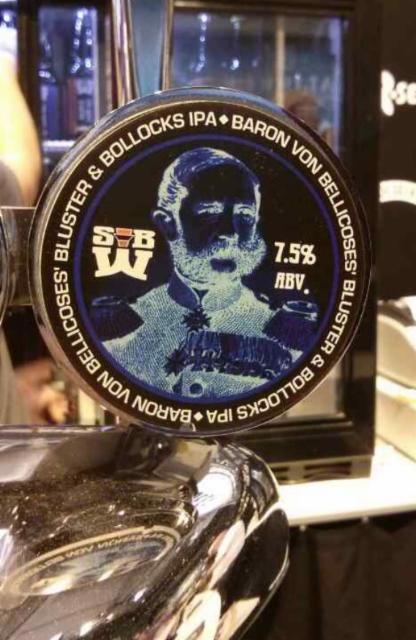 BARON VON BELLICOSES' BLUSTER & BOLLOCKS IPA
BARON VON BELLICOSES' BLUSTER & BOLLOCKS IPA
SBW
7.5%
ABV.